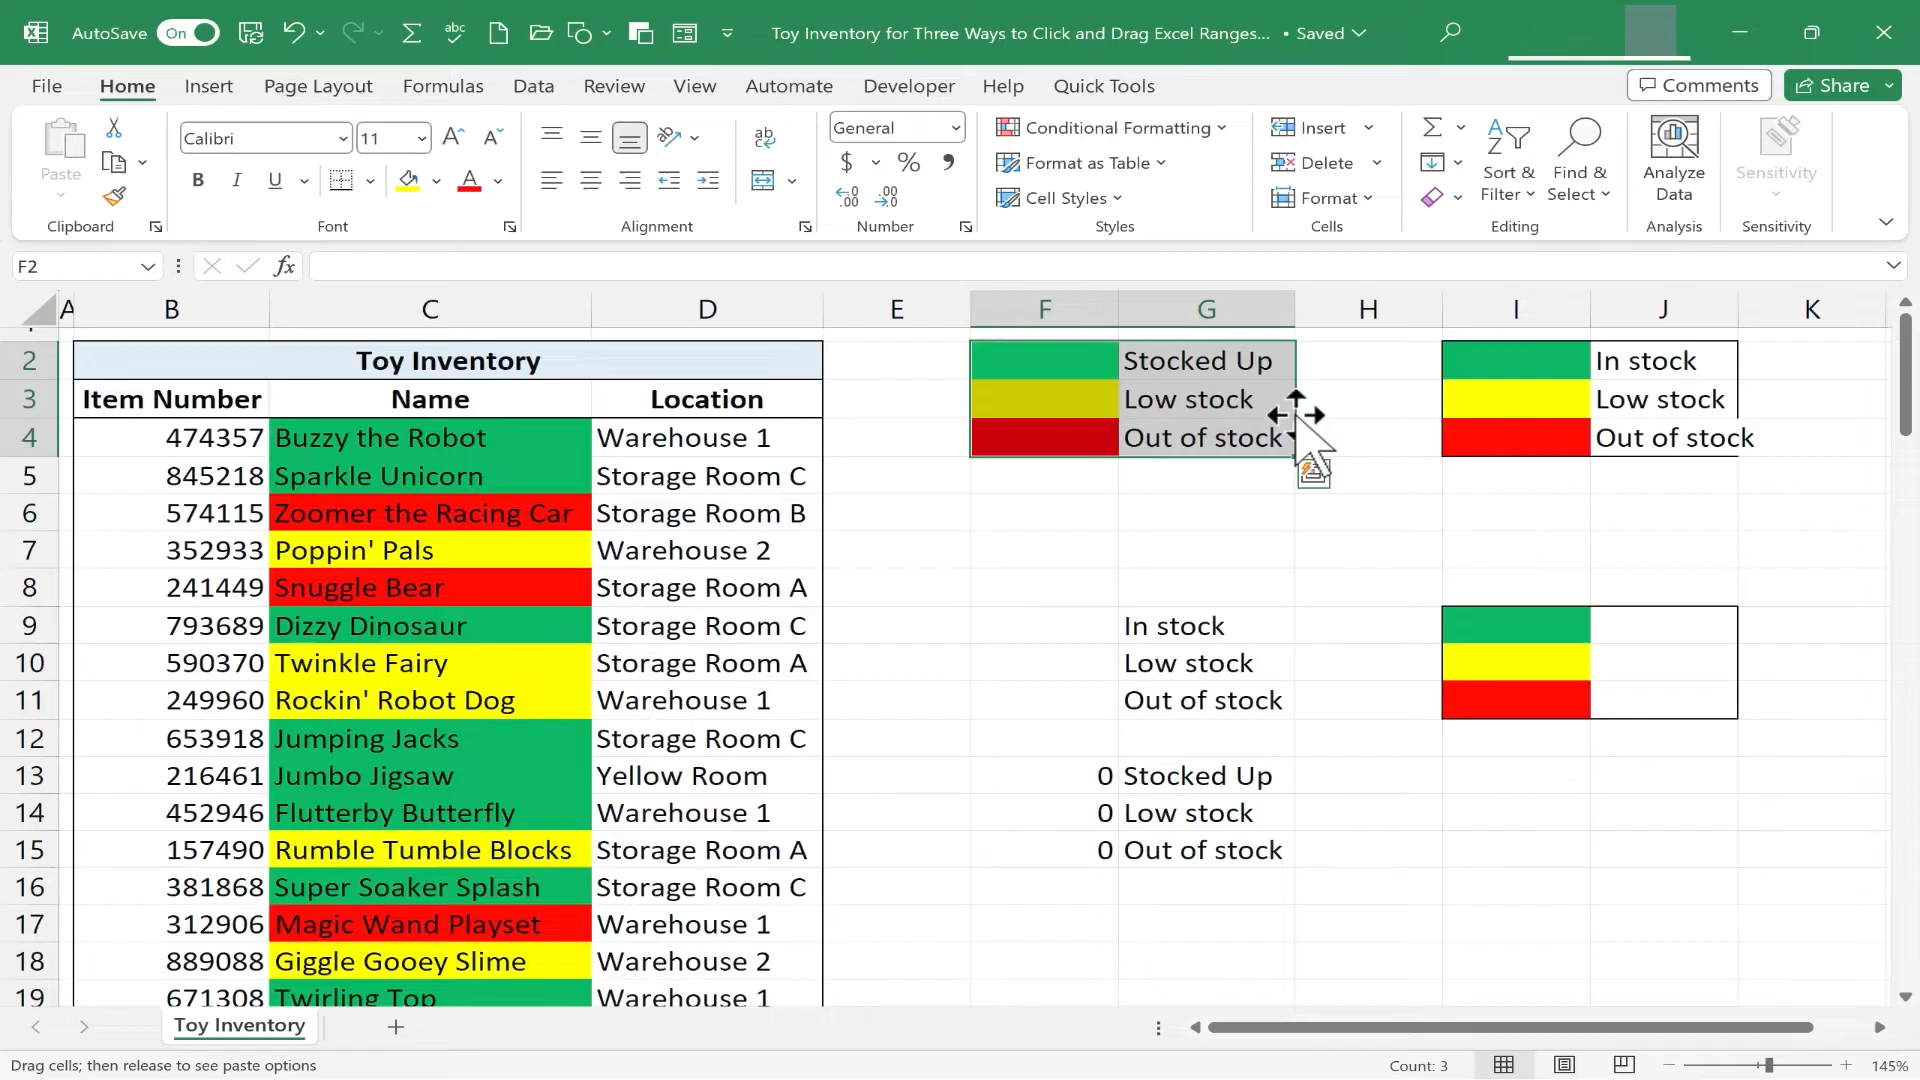 AutoSave On Toy Inventory for Three Ways to Click and Drag Excel Ranges... • Saved
File Home Insert Page Layout Formulas Data Review View Automate Developer Help Quick Tools Comments Share
Paste
Clipboard
Calibri 11
B I U A
Font
ab
Alignment
General
$ % 9
Number
Conditional Formatting
Format as Table
Cell Styles
Styles
Insert
Delete
Format
Cells
Sort & Filter
Find & Select
Editing
Analyze Data
Analysis
Sensitivity
Sensitivity
F2 fx
A B C D E F G H I J K
2 Toy Inventory Stocked Up In stock
3 Item Number Name Location Low stock Low stock
4 474357 Buzzy the Robot Warehouse 1 Out of stock Out of stock
5 845218 Sparkle Unicorn Storage Room C
6 574115 Zoomer the Racing Car Storage Room B
7 352933 Poppin' Pals Warehouse 2
8 241449 Snuggle Bear Storage Room A
9 793689 Dizzy Dinosaur Storage Room C In stock
10 590370 Twinkle Fairy Storage Room A Low stock
11 249960 Rockin' Robot Dog Warehouse 1 Out of stock
12 653918 Jumping Jacks Storage Room C
13 216461 Jumbo Jigsaw Yellow Room 0 Stocked Up
14 452946 Flutterby Butterfly Warehouse 1 0 Low stock
15 157490 Rumble Tumble Blocks Storage Room A 0 Out of stock
16 381868 Super Soaker Splash Storage Room C
17 312906 Magic Wand Playset Warehouse 1
18 889088 Giggle Gooey Slime Warehouse 2
19 671308 Twirling Top Warehouse 1
Toy Inventory
Drag cells; then release to see paste options Count: 3 145%